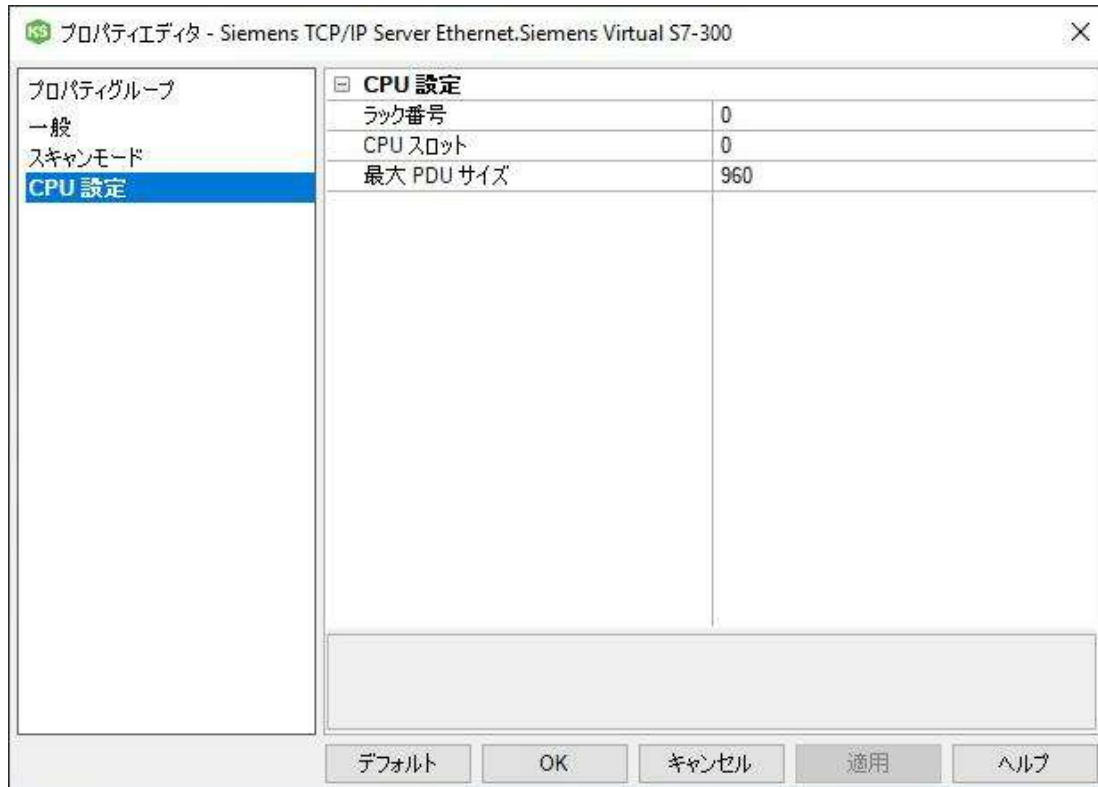 KS プロパティエディタ - Siemens TCP/IP Server Ethernet.Siemens Virtual S7-300
プロパティグループ
一般
スキャンモード
CPU 設定
CPU 設定
ラック番号 0
CPU スロット 0
最大 PDU サイズ 960
デフォルト OK キャンセル 適用 ヘルプ